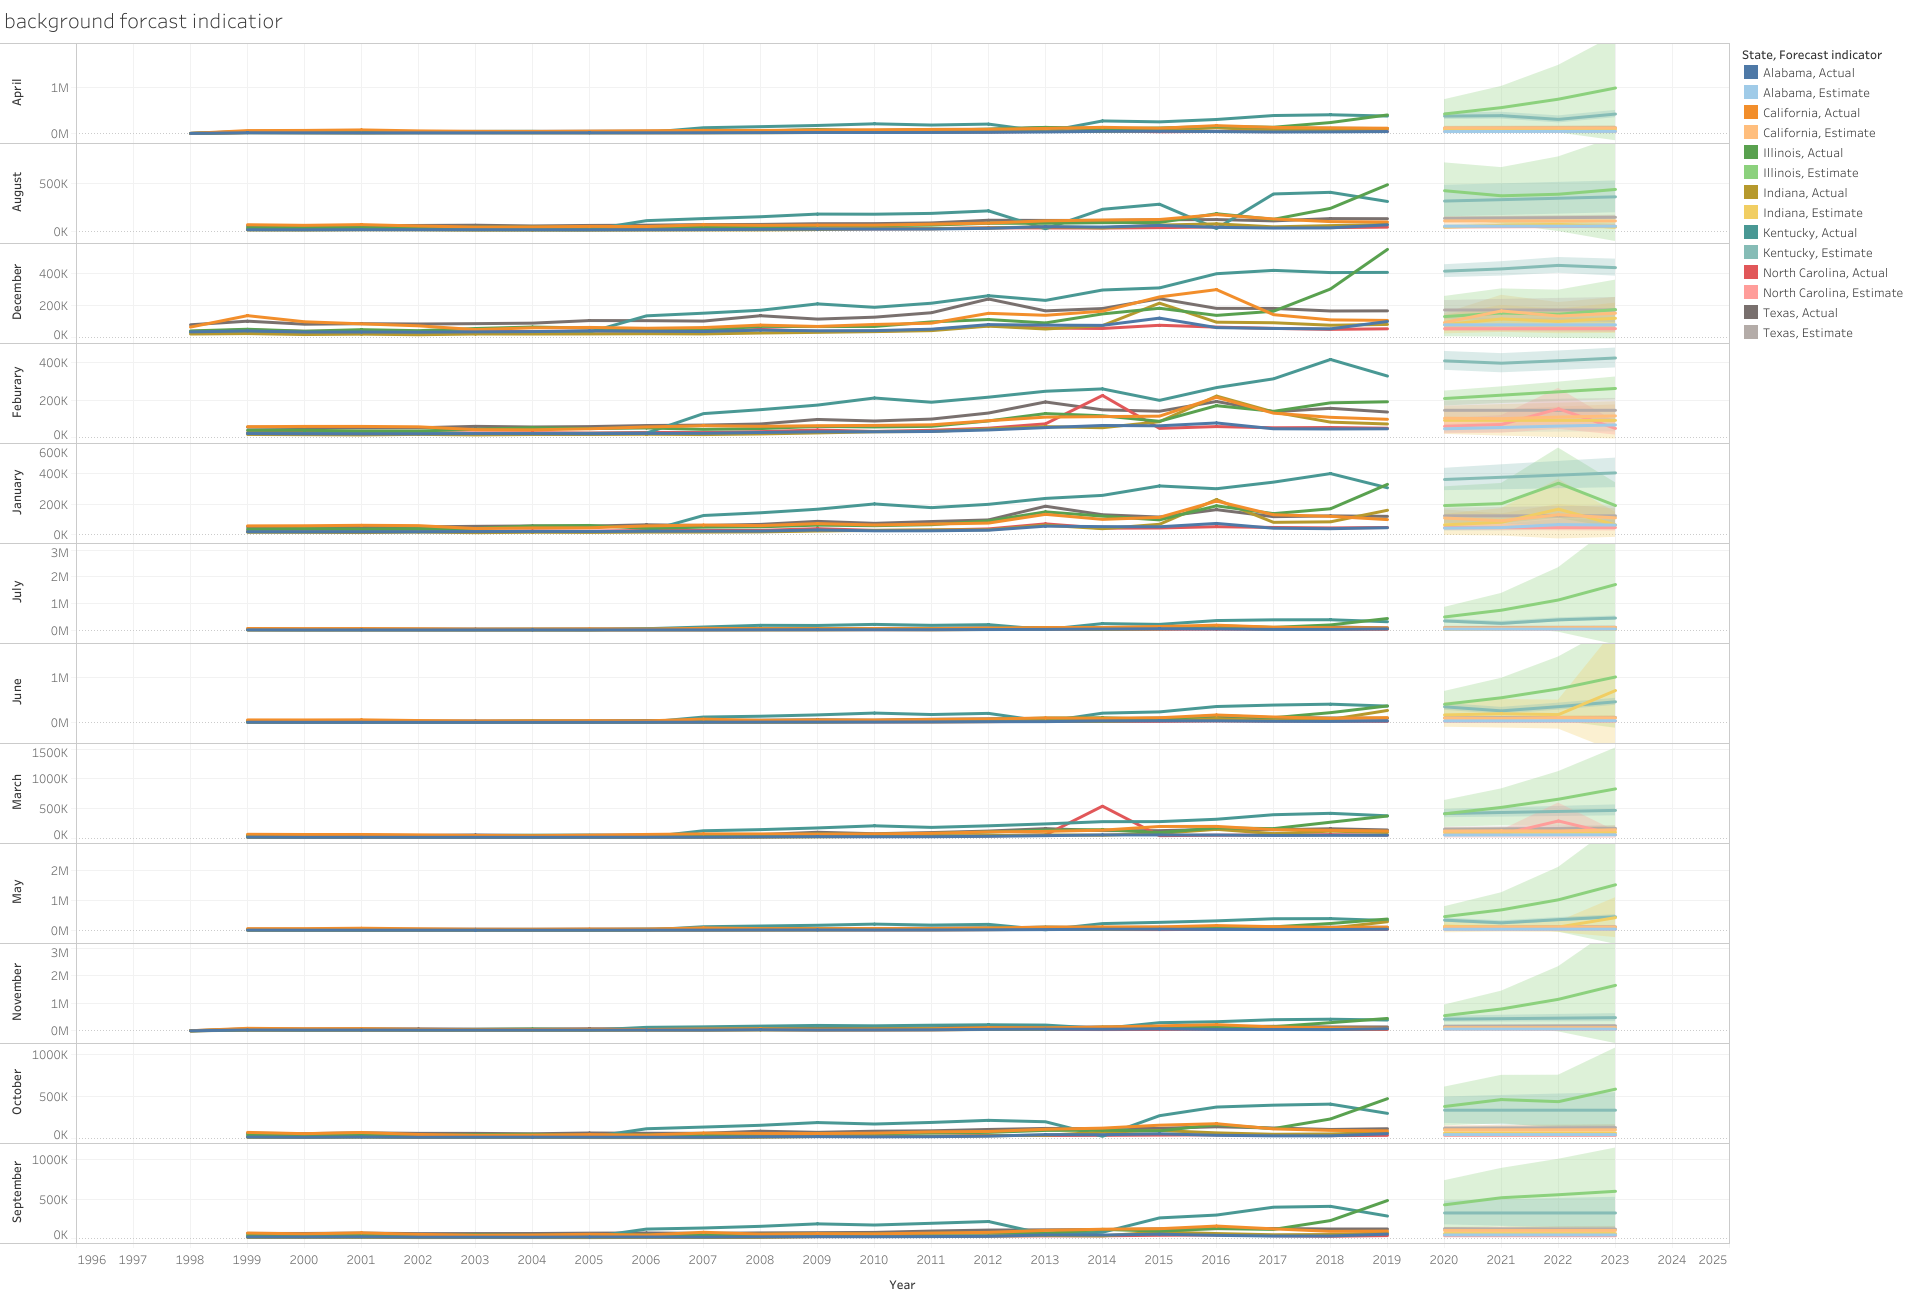 background forcast indicatior
State, Forecast indicator
Alabama, Actual
Alabama, Estimate
California, Actual
California, Estimate
Illinois, Actual
Illinois, Estimate
Indiana, Actual
Indiana, Estimate
Kentucky, Actual
Kentucky, Estimate
North Carolina, Actual
North Carolina, Estimate
Texas, Actual
Texas, Estimate
April
1M
0M
August
500K
0K
December
400K
200K
0K
Feburary
400K
200K
0K
January
600K
400K
200K
0K
July
3M
2M
1M
0M
June
1M
0M
March
1500K
1000K
500K
0K
May
2M
1M
0M
November
3M
2M
1M
0M
October
1000K
500K
0K
September
1000K
500K
0K
1996 1997 1998 1999 2000 2001 2002 2003 2004 2005 2006 2007 2008 2009 2010 2011 2012 2013 2014 2015 2016 2017 2018 2019 2020 2021 2022 2023 2024 2025
Year